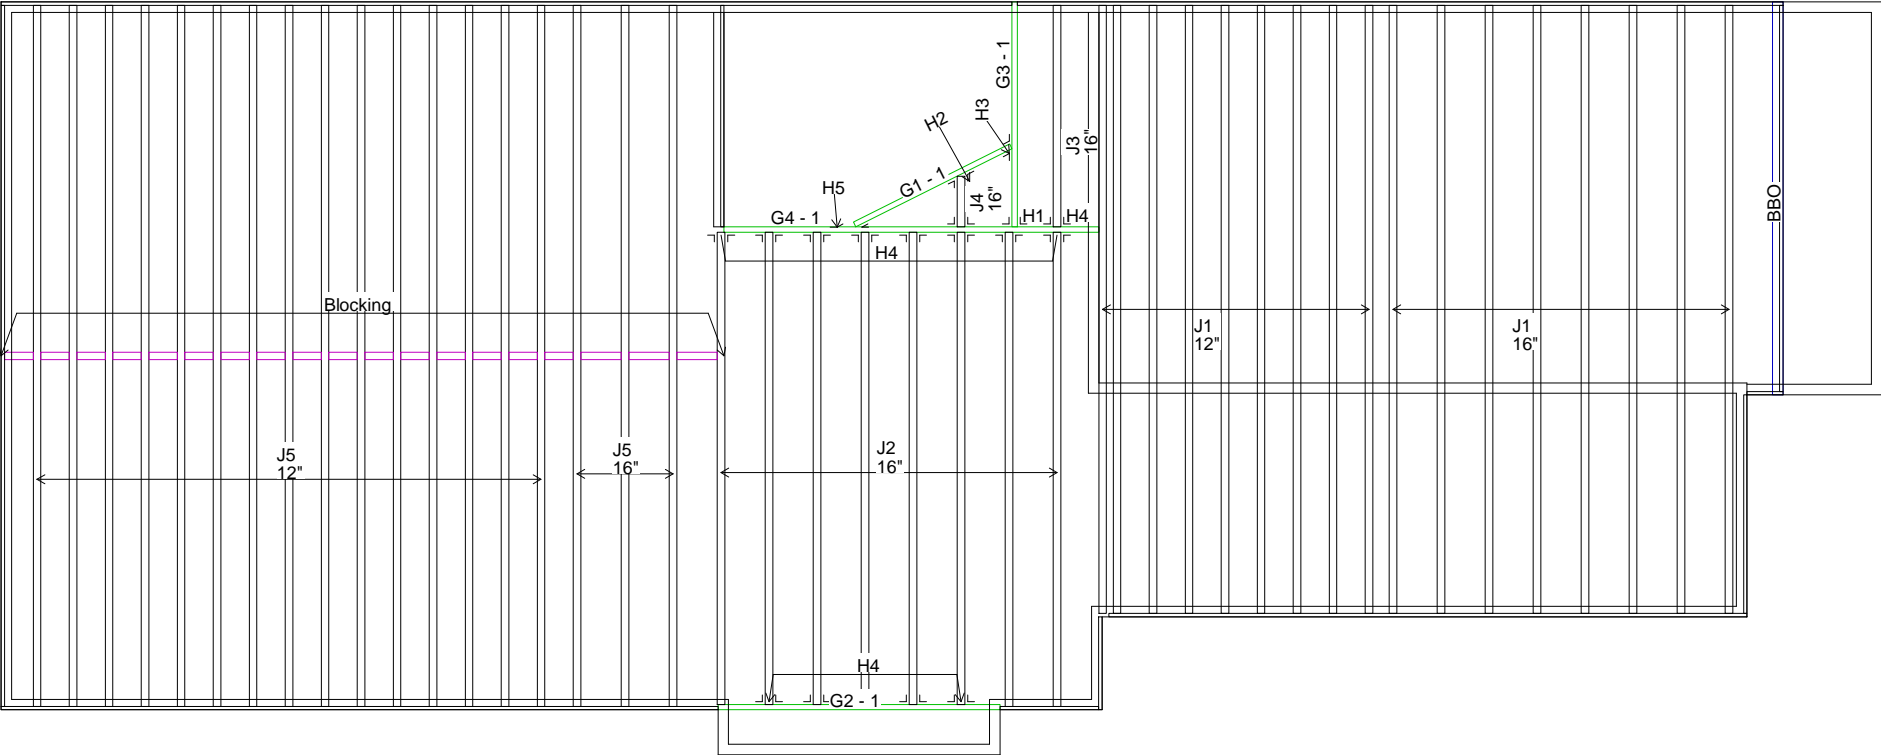 G3 - 1
H3
H2
J3
16"
G1 - 1
H5
J4
16"
BBO
G4 - 1
H1
H4
H4
Blocking
J1
12"
J1
16"
J5
12"
J5
16"
J2
16"
H4
G2 - 1